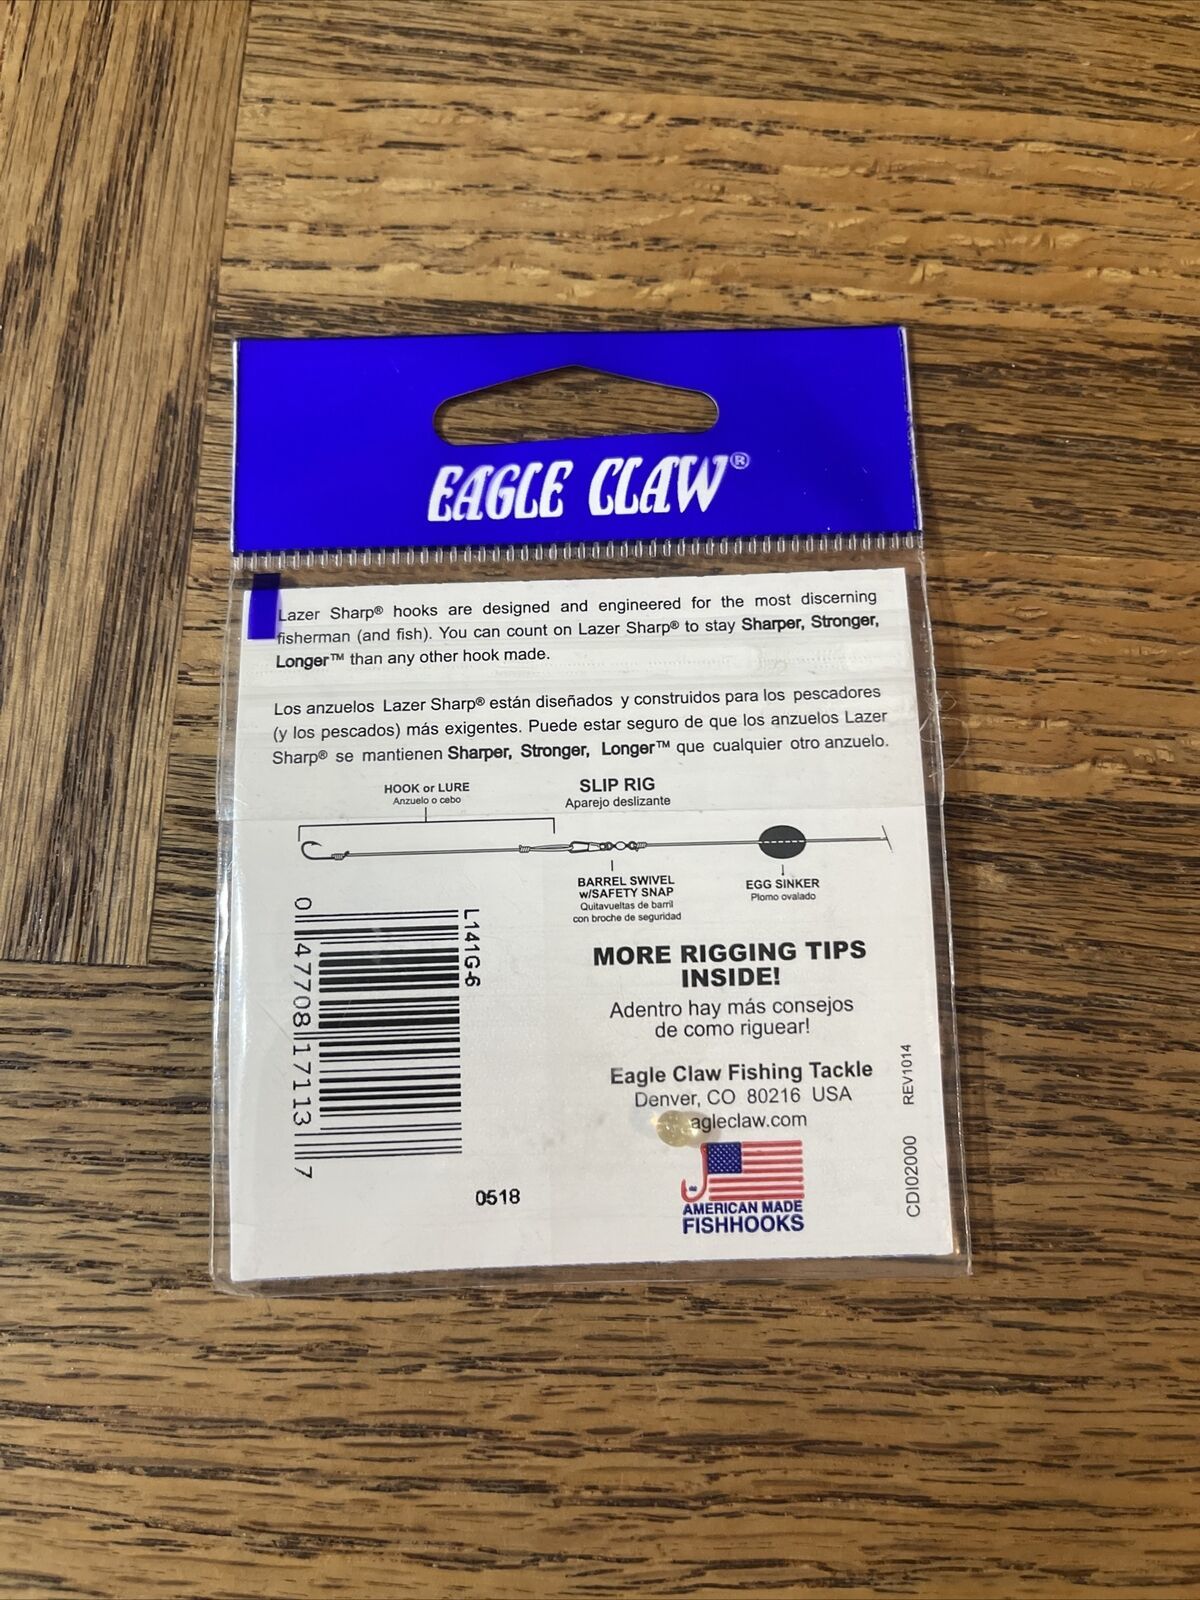 EAGLE CLAW®
Lazer Sharp® hooks are designed and engineered for the most discerning
fisherman (and fish). You can count on Lazer Sharp® to stay Sharper, Stronger,
Longer™ than any other hook made.
Los anzuelos Lazer Sharp® están diseñados y construidos para los pescadores
(y los pescados) más exigentes. Puede estar seguro de que los anzuelos Lazer
Sharp® se mantienen Sharper, Stronger, Longer™ que cualquier otro anzuelo.
HOOK or LURE
Anzuelo o cebo
SLIP RIG
Aparejo deslizante
BARREL SWIVEL
w/SAFETY SNAP
Quitavueltas de barril
con broche de seguridad
EGG SINKER
Plomo ovalado
L141G-6
0 47708 17113 7
MORE RIGGING TIPS
INSIDE!
Adentro hay más consejos
de como riguear!
Eagle Claw Fishing Tackle
Denver, CO 80216 USA
agleclaw.com
AMERICAN MADE
FISHHOOKS
0518
CDI02000 REV1014